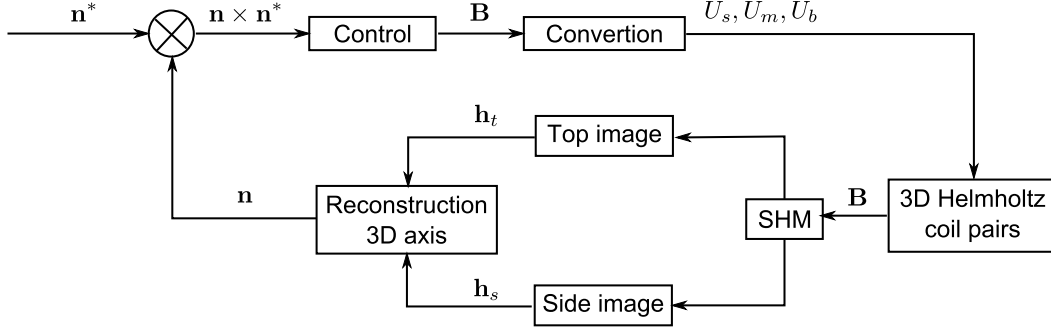 n*
n × n*
Control
B
Convertion
U_s, U_m, U_b
h_t
Top image
n
Reconstruction
3D axis
SHM
B
3D Helmholtz
coil pairs
h_s
Side image